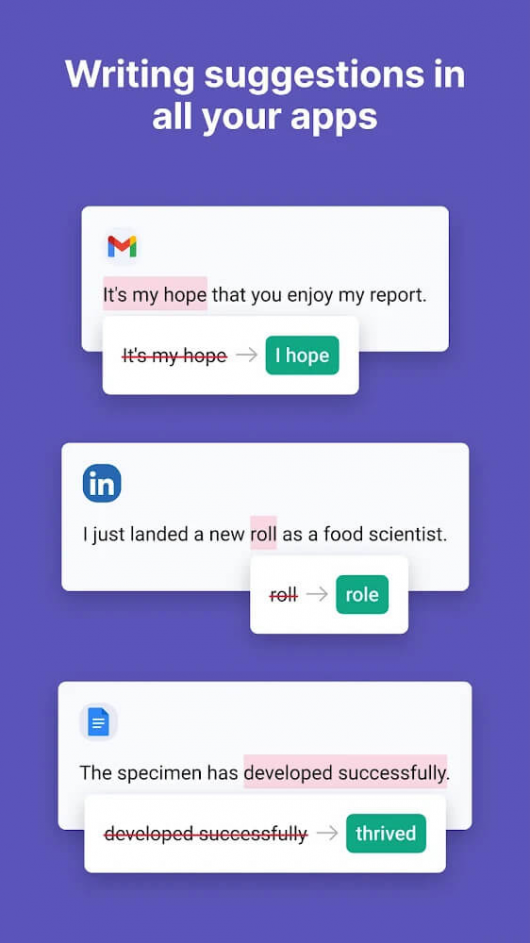 Writing suggestions in
all your apps
It's my hope that you enjoy my report.
It's my hope → I hope
in
I just landed a new roll as a food scientist.
roll → role
The specimen has developed successfully.
developed successfully → thrived